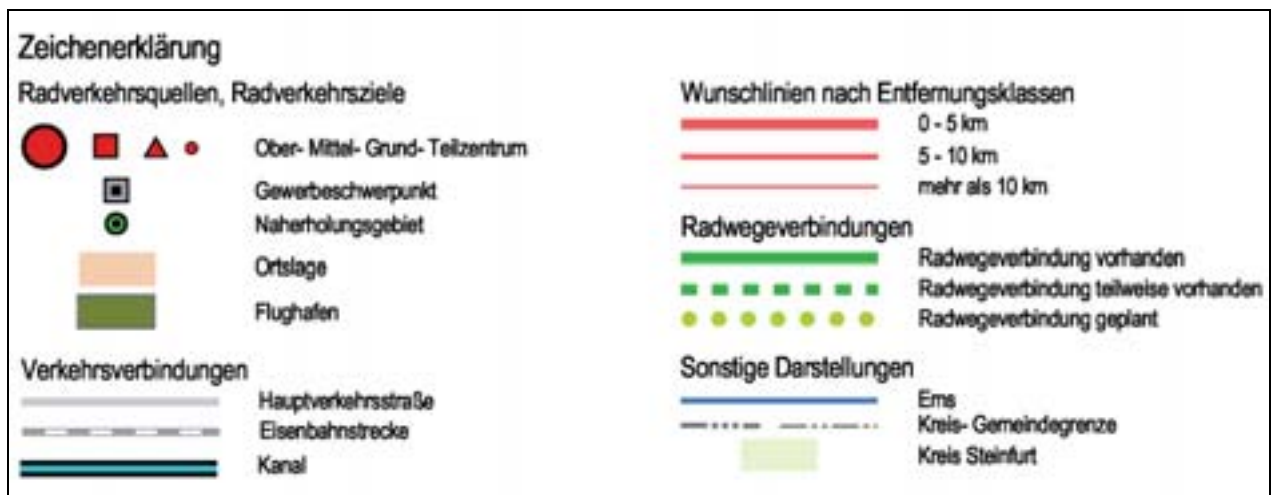 Zeichenerklärung
Radverkehrsquellen, Radverkehrsziele
Ober- Mittel- Grund- Teilzentrum
Gewerbeschwerpunkt
Naherholungsgebiet
Ortslage
Flughafen
Verkehrsverbindungen
Hauptverkehrsstraße
Eisenbahnstrecke
Kanal
Wunschlinien nach Entfernungsklassen
0 - 5 km
5 - 10 km
mehr als 10 km
Radwegeverbindungen
Radwegeverbindung vorhanden
Radwegeverbindung teilweise vorhanden
Radwegeverbindung geplant
Sonstige Darstellungen
Ems
Kreis- Gemeindegrenze
Kreis Steinfurt